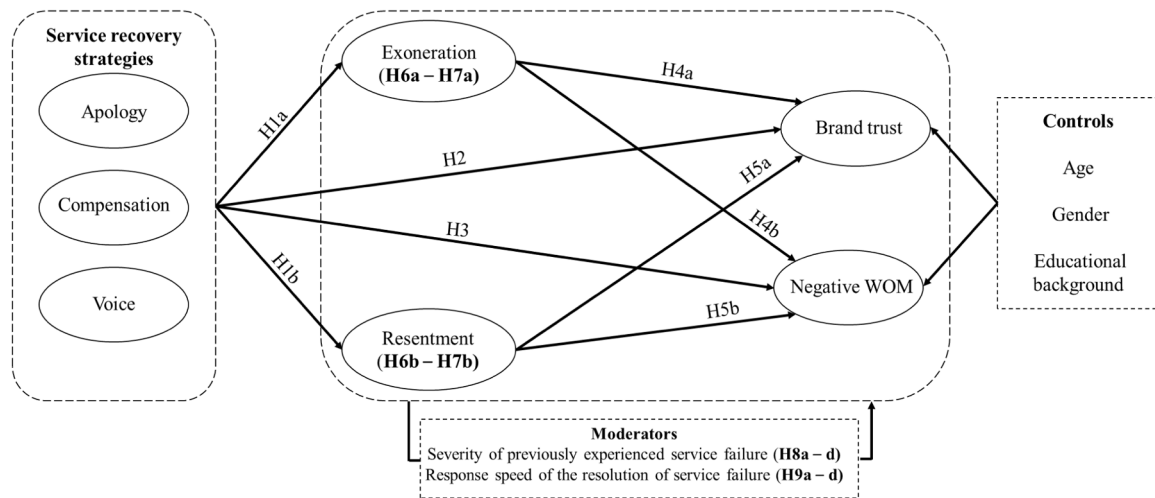 Service recovery
strategies
Apology
Compensation
Voice
H1a
H1b
H2
H3
Exoneration
(H6a – H7a)
Resentment
(H6b – H7b)
H4a
H5a
H4b
H5b
Brand trust
Negative WOM
Controls
Age
Gender
Educational
background
Moderators
Severity of previously experienced service failure (H8a – d)
Response speed of the resolution of service failure (H9a – d)